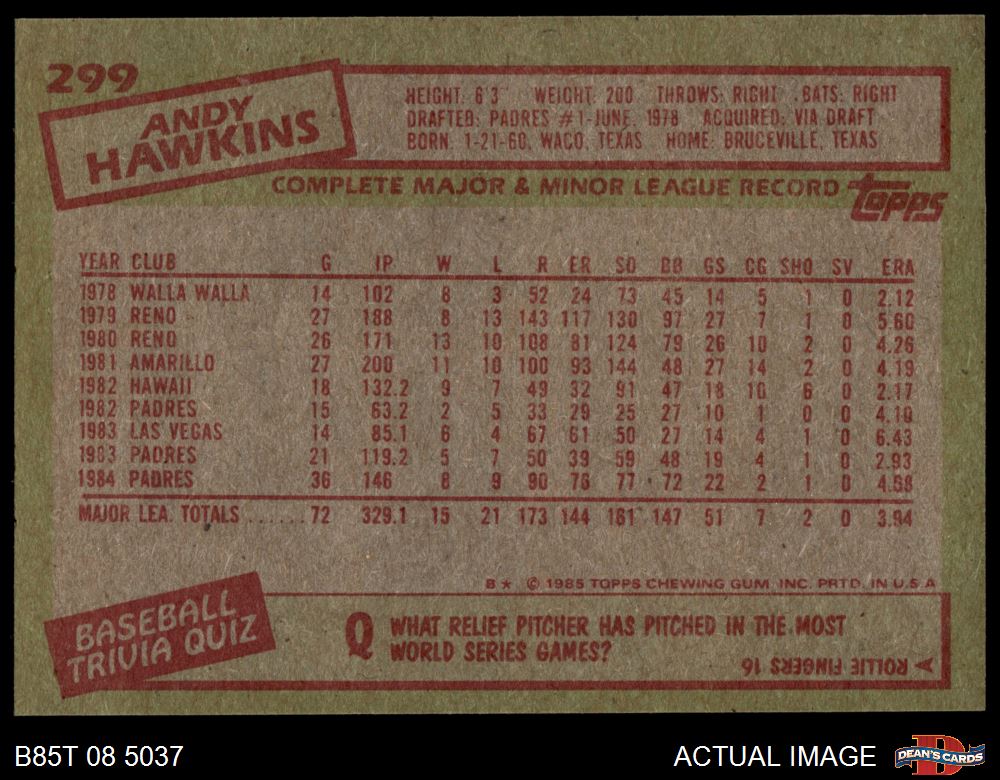 299
ANDY
HAWKINS
HEIGHT: 6'3" WEIGHT: 200 THROWS: RIGHT BATS: RIGHT
DRAFTED: PADRES #1-JUNE, 1978 ACQUIRED: VIA DRAFT
BORN: 1-21-60, WACO, TEXAS HOME: BRUCEVILLE, TEXAS
COMPLETE MAJOR & MINOR LEAGUE RECORD topps
YEAR CLUB G IP W L R ER SO BB GS CG SHO SV ERA
1978 WALLA WALLA 14 102 8 3 52 24 73 45 14 5 1 0 2.12
1979 RENO 27 188 8 13 143 117 130 97 27 7 1 0 5.60
1980 RENO 26 171 13 10 108 81 124 79 26 10 2 0 4.26
1981 AMARILLO 27 200 11 10 100 93 144 48 27 14 2 0 4.19
1982 HAWAII 18 132.2 9 7 49 32 91 47 18 10 6 0 2.17
1982 PADRES 15 63.2 2 5 33 29 25 27 10 1 0 0 4.10
1983 LAS VEGAS 14 85.1 6 4 67 61 50 27 14 4 1 0 6.43
1983 PADRES 21 119.2 5 7 50 39 59 48 19 4 1 0 2.93
1984 PADRES 36 146 8 9 90 76 77 72 22 2 1 0 4.58
MAJOR LEA. TOTALS ...... 72 329.1 15 21 173 144 161 147 51 7 2 0 3.94
B★ © 1985 TOPPS CHEWING GUM, INC. PRTD. IN U.S.A.
BASEBALL
TRIVIA QUIZ
Q WHAT RELIEF PITCHER HAS PITCHED IN THE MOST
WORLD SERIES GAMES?
ROLLIE FINGERS 16
B85T 08 5037
ACTUAL IMAGE
D
DEAN'S CARDS